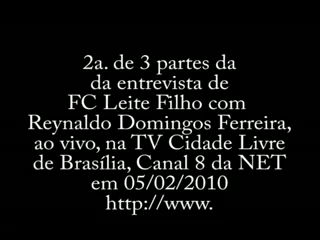 2a. de 3 partes da
da entrevista de
FC Leite Filho com
Reynaldo Domingos Ferreira,
ao vivo, na TV Cidade Livre
de Brasília, Canal 8 da NET
em 05/02/2010
http://www.